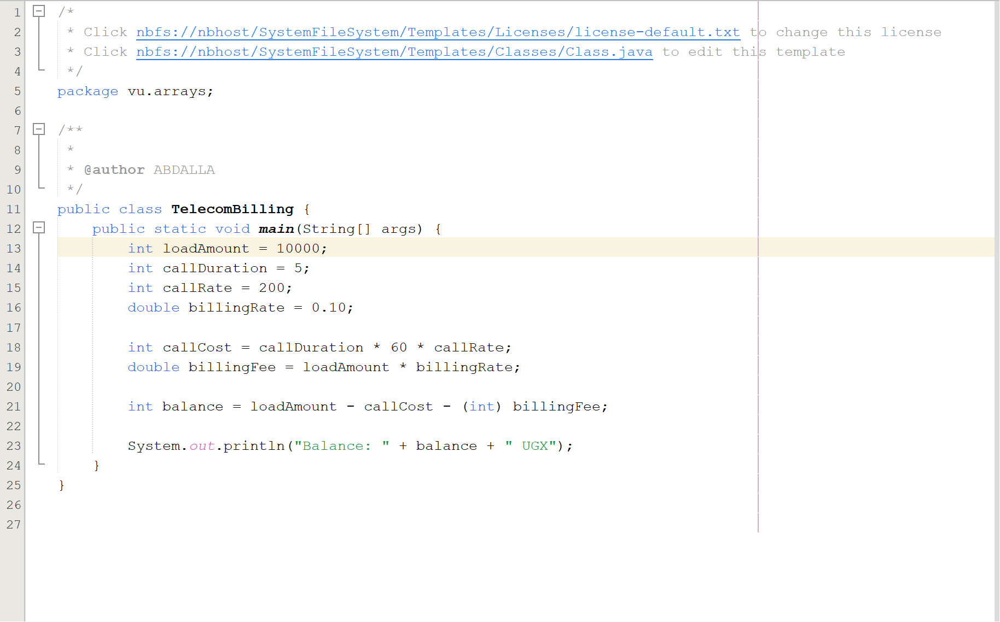 1 /*
2  * Click nbfs://nbhost/SystemFileSystem/Templates/Licenses/license-default.txt to change this license
3  * Click nbfs://nbhost/SystemFileSystem/Templates/Classes/Class.java to edit this template
4  */
5 package vu.arrays;
6
7 /**
8  *
9  * @author ABDALLA
10  */
11 public class TelecomBilling {
12     public static void main(String[] args) {
13         int loadAmount = 10000;
14         int callDuration = 5;
15         int callRate = 200;
16         double billingRate = 0.10;
17
18         int callCost = callDuration * 60 * callRate;
19         double billingFee = loadAmount * billingRate;
20
21         int balance = loadAmount - callCost - (int) billingFee;
22
23         System.out.println("Balance: " + balance + " UGX");
24     }
25 }
26
27